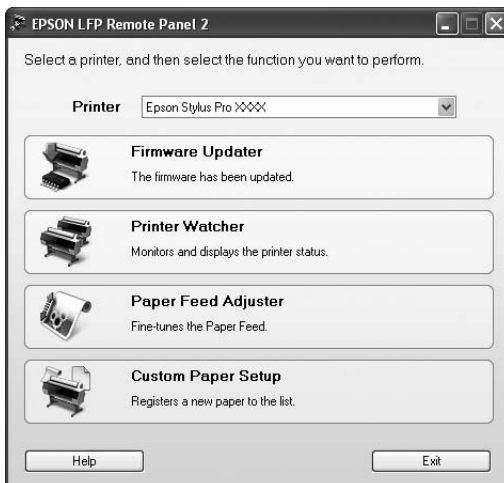 EPSON LFP Remote Panel 2
Select a printer, and then select the function you want to perform.
Printer
Epson Stylus Pro XXXX
Firmware Updater
The firmware has been updated.
Printer Watcher
Monitors and displays the printer status.
Paper Feed Adjuster
Fine-tunes the Paper Feed.
Custom Paper Setup
Registers a new paper to the list.
Help
Exit